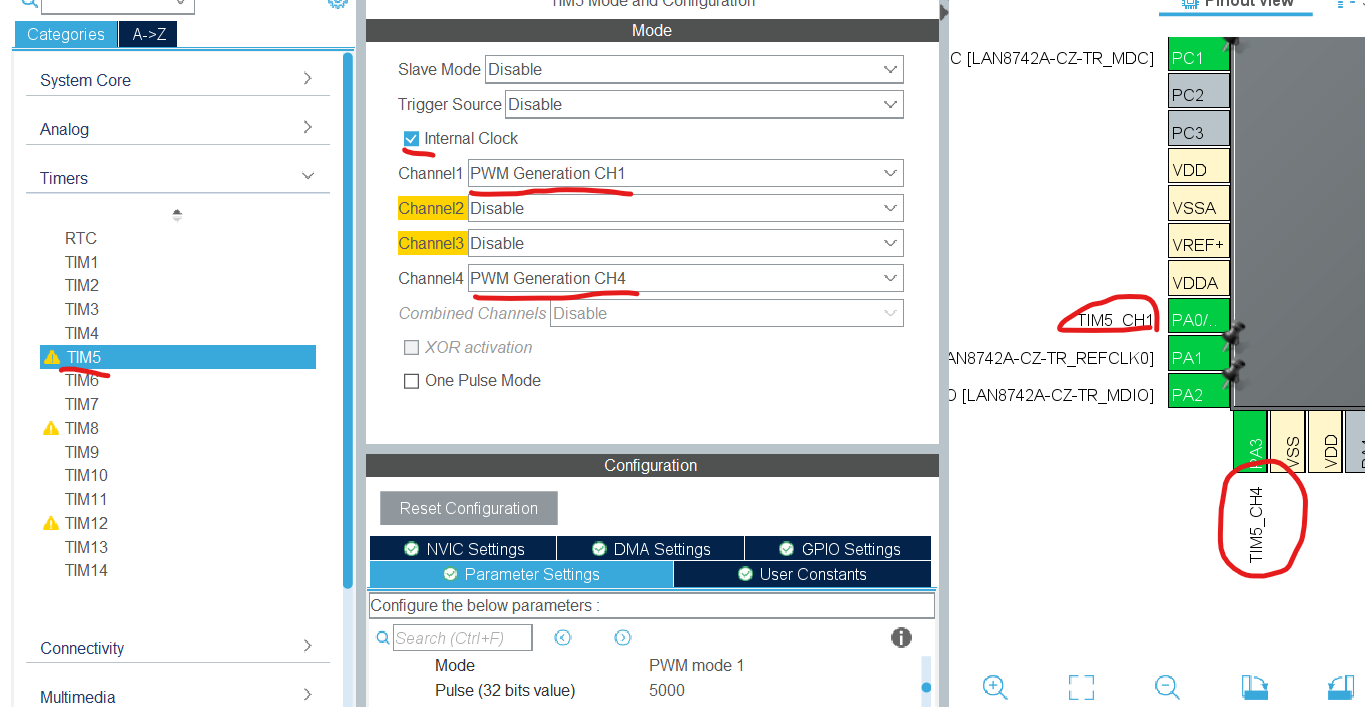 TIM5 Mode and Configuration
Categories
A->Z
System Core
Analog
Timers
RTC
TIM1
TIM2
TIM3
TIM4
TIM5
TIM6
TIM7
TIM8
TIM9
TIM10
TIM11
TIM12
TIM13
TIM14
Connectivity
Multimedia
Mode
Slave Mode Disable
Trigger Source Disable
Internal Clock
Channel1 PWM Generation CH1
Channel2 Disable
Channel3 Disable
Channel4 PWM Generation CH4
Combined Channels Disable
XOR activation
One Pulse Mode
Configuration
Reset Configuration
NVIC Settings
DMA Settings
GPIO Settings
Parameter Settings
User Constants
Configure the below parameters :
Search (Ctrl+F)
Mode PWM mode 1
Pulse (32 bits value) 5000
Pinout view
C [LAN8742A-CZ-TR_MDC] PC1
PC2
PC3
VDD
VSSA
VREF+
VDDA
TIM5_CH1 PA0/..
AN8742A-CZ-TR_REFCLK0] PA1
O [LAN8742A-CZ-TR_MDIO] PA2
PA3
VSS
VDD
TIM5_CH4